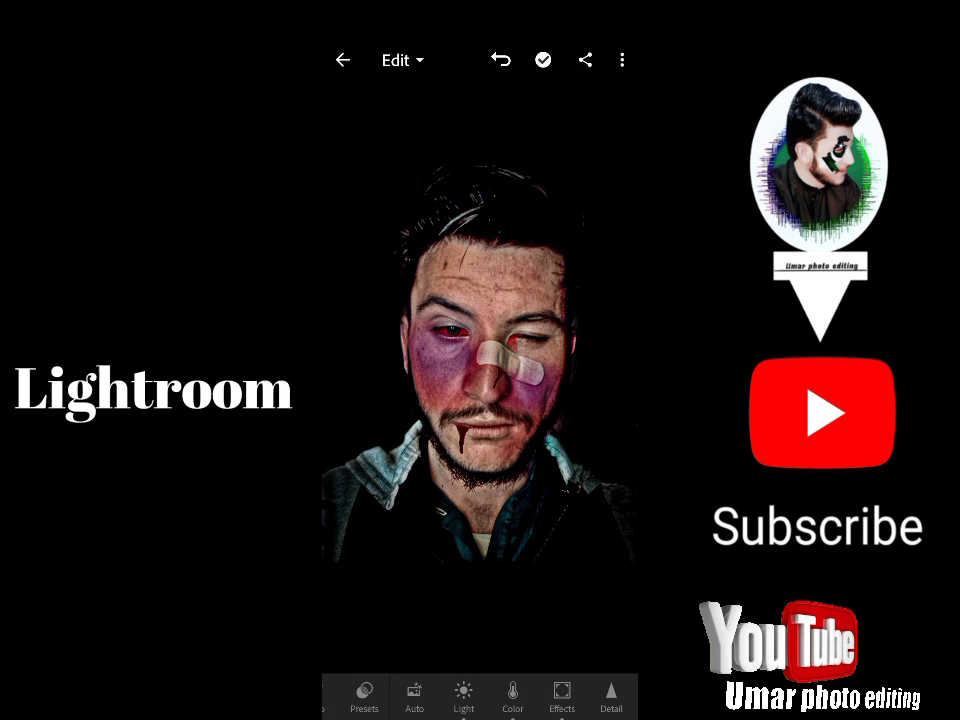 Edit
Umar photo editing
Lightroom
Subscribe
YouTube
Umar photo editing
Presets
Auto
Light
Color
Effects
Detail